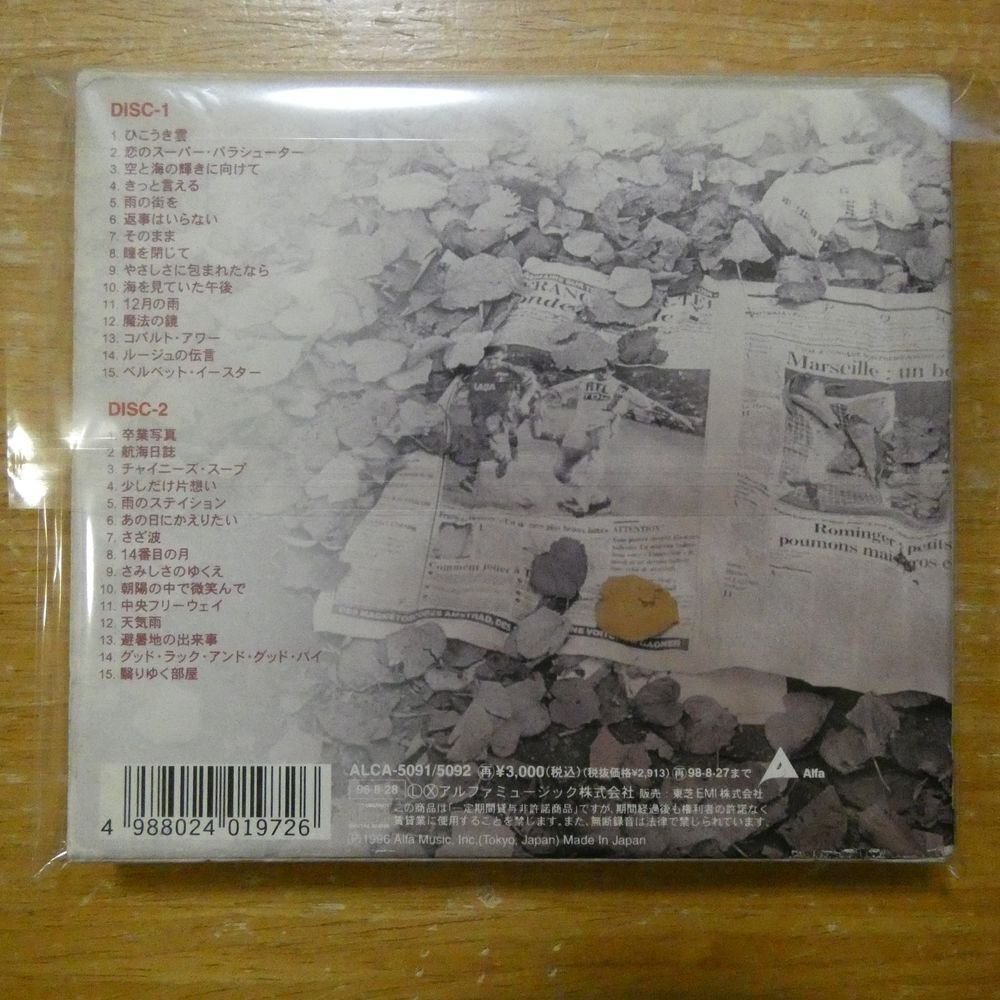 DISC-1
1. ひこうき雲
2. 恋のスーパー・パラシューター
3. 空と海の輝きに向けて
4. きっと言える
5. 雨の街を
6. 返事はいらない
7. そのまま
8. 瞳を閉じて
9. やさしさに包まれたなら
10. 海を見ていた午後
11. 12月の雨
12. 魔法の鏡
13. コバルト・アワー
14. ルージュの伝言
15. ベルベット・イースター
DISC-2
1. 卒業写真
2. 航海日誌
3. チャイニーズ・スープ
4. 少しだけ片想い
5. 雨のステイション
6. あの日にかえりたい
7. さざ波
8. 14番目の月
9. さみしさのゆくえ
10. 朝陽の中で微笑んで
11. 中央フリーウェイ
12. 天気雨
13. 避暑地の出来事
14. グッド・ラック・アンド・グッド・バイ
15. 翳りゆく部屋
Marseille : un
Rominger
petits
poumons
ATTENTION
Comment jouer à
GAGNER
ALCA-5091/5092 再 ¥3,000(税込)(税抜価格¥2,913) 再 98・8・27まで
Alfa
96・8・28 Ⓛ Ⓧ アルファミュージック株式会社 販売：東芝EMI株式会社
この商品は「一定期間貸与非許諾商品」ですが、期間経過後も権利者の許諾なく
賃貸業に使用することを禁じます。また、無断録音は法律で禁じられています。
Ⓟ1996 Alfa Music, Inc.(Tokyo, Japan) Made In Japan
4 988024 019726